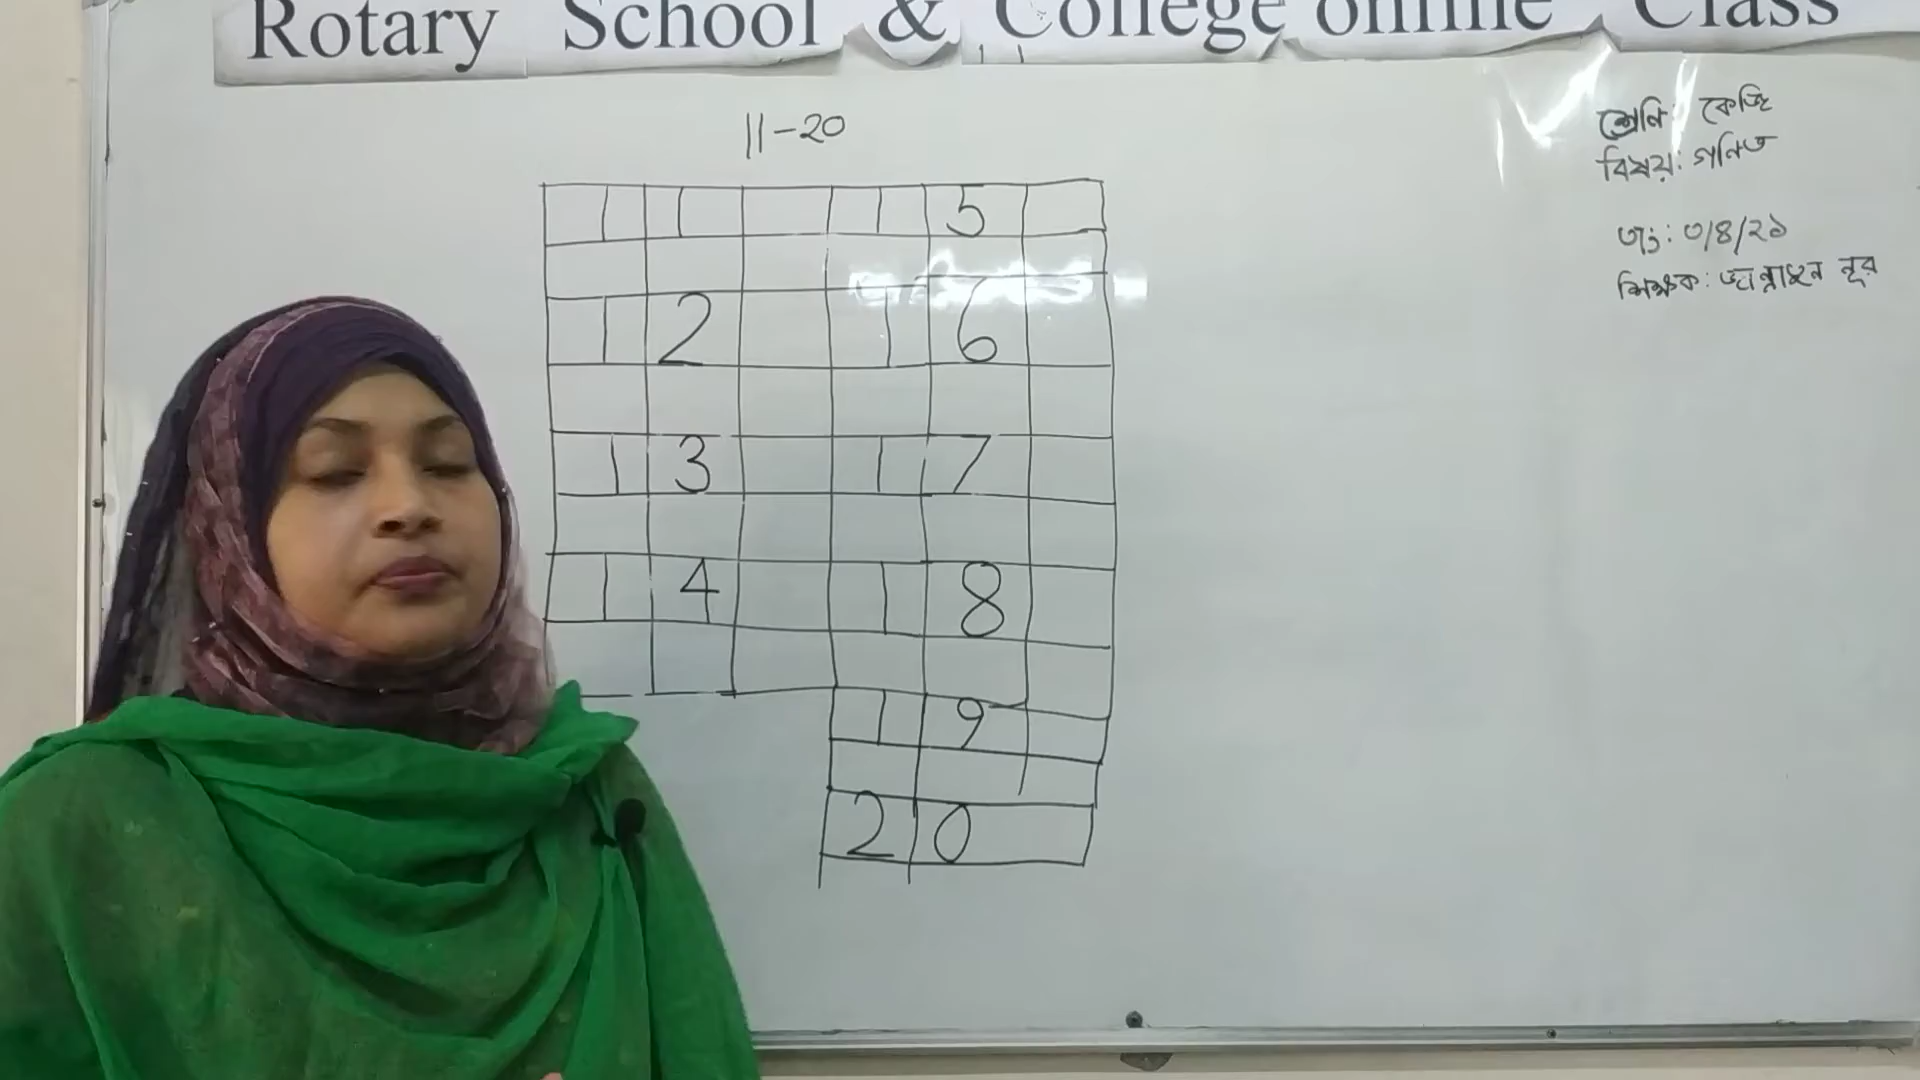 Rotary School & College online Class
11-20
শ্রেণি: কেজি
বিষয়: গনিত
তাং: ৩/৪/২১
শিক্ষক: জান্নাতুন নূর
1 1 1 5
1 2 1 6
1 3 1 7
1 4 1 8
1 9
2 0